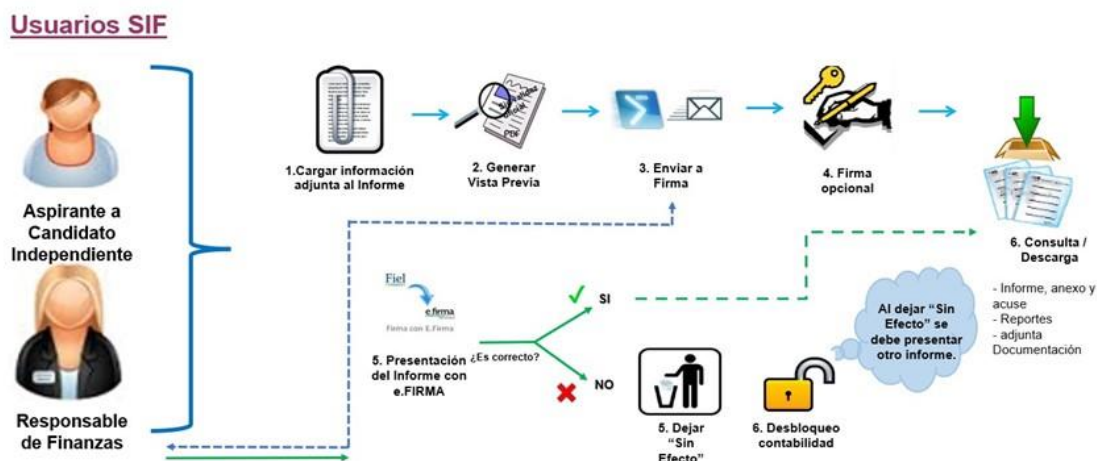 Usuarios SIF
Aspirante a
Candidato
Independiente
Responsable
de Finanzas
1.Cargar información
adjunta al Informe
PDF
2. Generar
Vista Previa
3. Enviar a
Firma
4. Firma
opcional
6. Consulta /
Descarga
- Informe, anexo y
acuse
- Reportes
- adjunta
Documentación
Fiel
e.firma
Firma con E.Firma
5. Presentación
del Informe con
e.FIRMA
¿Es correcto?
SI
NO
5. Dejar
“Sin
Efecto”
6. Desbloqueo
contabilidad
Al dejar “Sin
Efecto” se
debe presentar
otro informe.